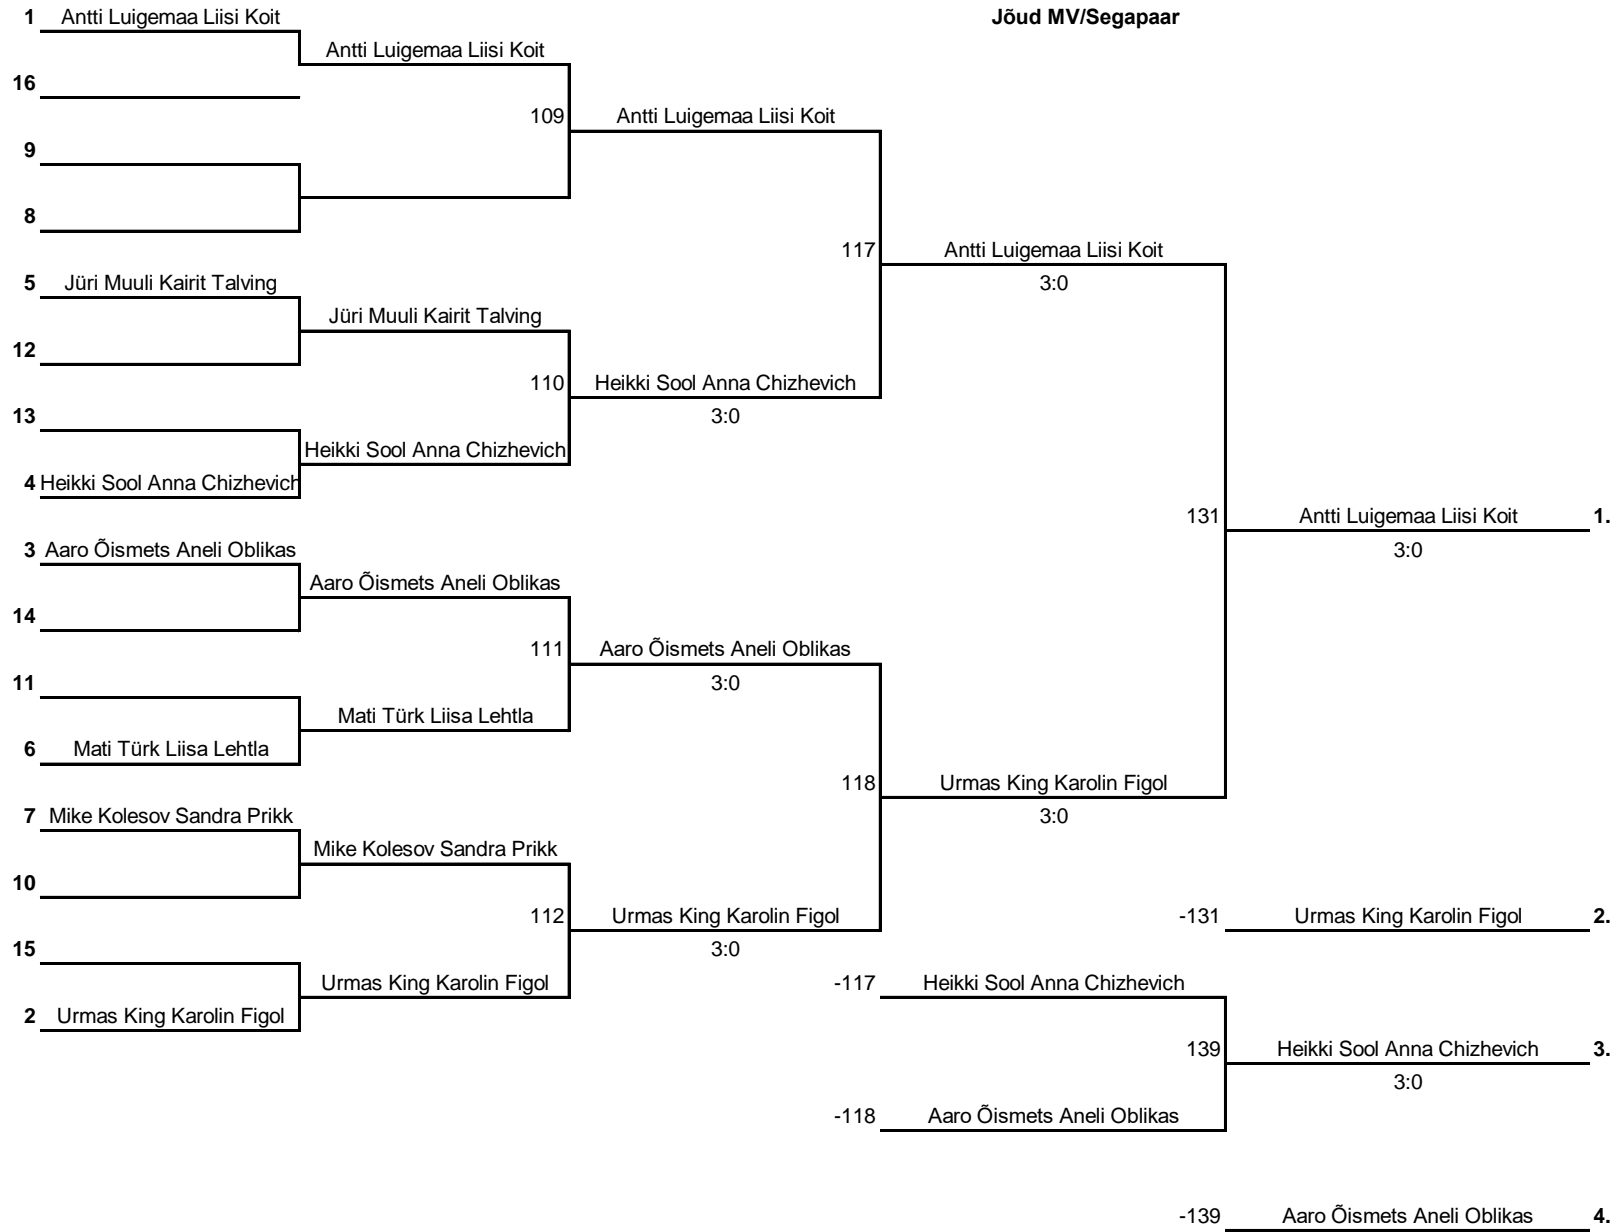 1 Antti Luigemaa Liisi Koit
Jõud MV/Segapaar
Antti Luigemaa Liisi Koit
16
109 Antti Luigemaa Liisi Koit
9
8
117 Antti Luigemaa Liisi Koit
3:0
5 Jüri Muuli Kairit Talving
Jüri Muuli Kairit Talving
12
110 Heikki Sool Anna Chizhevich
3:0
13
Heikki Sool Anna Chizhevich
4 Heikki Sool Anna Chizhevich
131 Antti Luigemaa Liisi Koit 1.
3:0
3 Aaro Õismets Aneli Oblikas
Aaro Õismets Aneli Oblikas
14
111 Aaro Õismets Aneli Oblikas
3:0
11
Mati Türk Liisa Lehtla
6 Mati Türk Liisa Lehtla
118 Urmas King Karolin Figol
3:0
7 Mike Kolesov Sandra Prikk
Mike Kolesov Sandra Prikk
10
112 Urmas King Karolin Figol
3:0
-131 Urmas King Karolin Figol 2.
15
Urmas King Karolin Figol
-117 Heikki Sool Anna Chizhevich
2 Urmas King Karolin Figol
139 Heikki Sool Anna Chizhevich 3.
3:0
-118 Aaro Õismets Aneli Oblikas
-139 Aaro Õismets Aneli Oblikas 4.